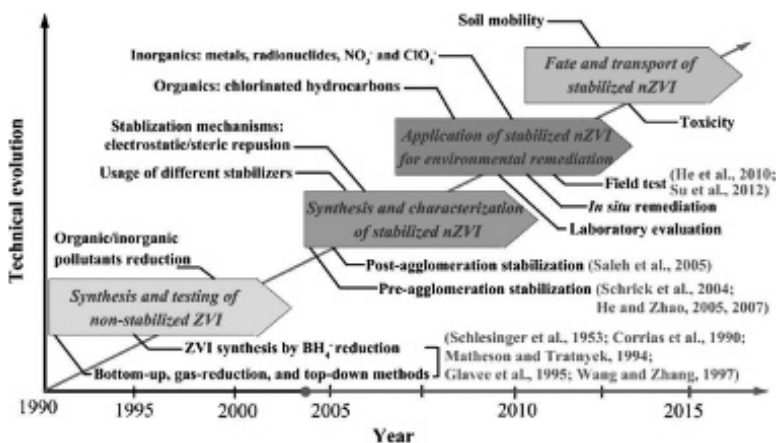 Soil mobility
Inorganics: metals, radionuclides, NO₃⁻ and ClO₄⁻
Fate and transport of
stabilized nZVI
Organics: chlorinated hydrocarbons
Stablization mechanisms:
electrostatic/steric repusion
Application of stabilized nZVI
for environmental remediation
Toxicity
Usage of different stabilizers
Field test (He et al., 2010;
Su et al., 2012)
In situ remediation
Synthesis and characterization
of stabilized nZVI
Laboratory evaluation
Organic/inorganic
pollutants reduction
Post-agglomeration stabilization (Saleh et al., 2005)
Synthesis and testing of
non-stabilized ZVI
Pre-agglomeration stabilization (Schrick et al., 2004;
He and Zhao, 2005, 2007)
ZVI synthesis by BH₄⁻ reduction
Bottom-up, gas-reduction, and top-down methods
(Schlesinger et al., 1953; Corrias et al., 1990;
Matheson and Tratnyek, 1994;
Glavee et al., 1995; Wang and Zhang, 1997)
Technical evolution
1990 1995 2000 2005 2010 2015
Year